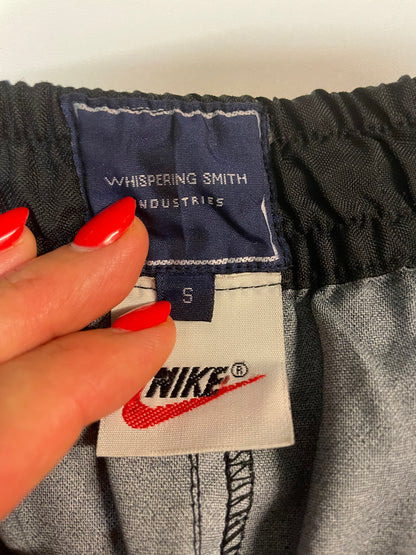 WHISPERING SMITH
INDUSTRIES
S
NIKE®